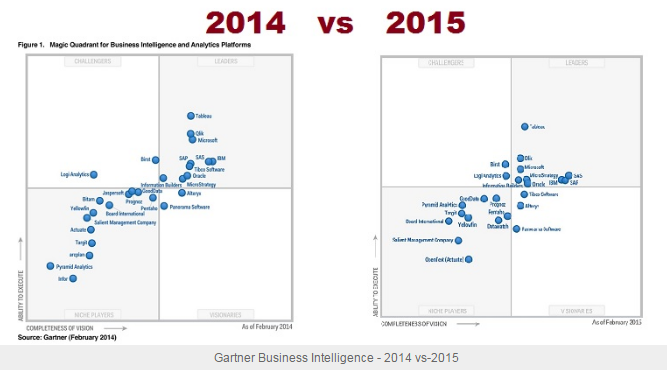 2014 vs 2015
Figure 1. Magic Quadrant for Business Intelligence and Analytics Platforms
CHALLENGERS
LEADERS
Tableau
Qlik
Microsoft
Birst
SAP
SAS
IBM
Tibco Software
LogiAnalytics
Oracle
Information Builders
MicroStrategy
Jaspersoft
GoodData
Alteryx
Bitam
Prognoz
Pentaho
Panorama Software
Yellowfin
Board International
Salient Management Company
Actuate
Targit
arcplan
Pyramid Analytics
Infor
NICHE PLAYERS
VISIONARIES
ABILITY TO EXECUTE
COMPLETENESS OF VISION
As of February 2014
Source: Gartner (February 2014)
CHALLENGERS
LEADERS
Tableau
Qlik
Birst
Microsoft
Logi Analytics
MicroStrategy
SAS
Information Builders
Oracle
IBM
SAP
Tibco Software
GoodData
Prognoz
Pyramid Analytics
Alteryx
Targit
Pentaho
Board International
Yellowfin
Datawatch
Panorama Software
Salient Management Company
OpenText (Actuate)
NICHE PLAYERS
VISIONARIES
ABILITY TO EXECUTE
COMPLETENESS OF VISION
As of February 2015
Gartner Business Intelligence - 2014 vs-2015